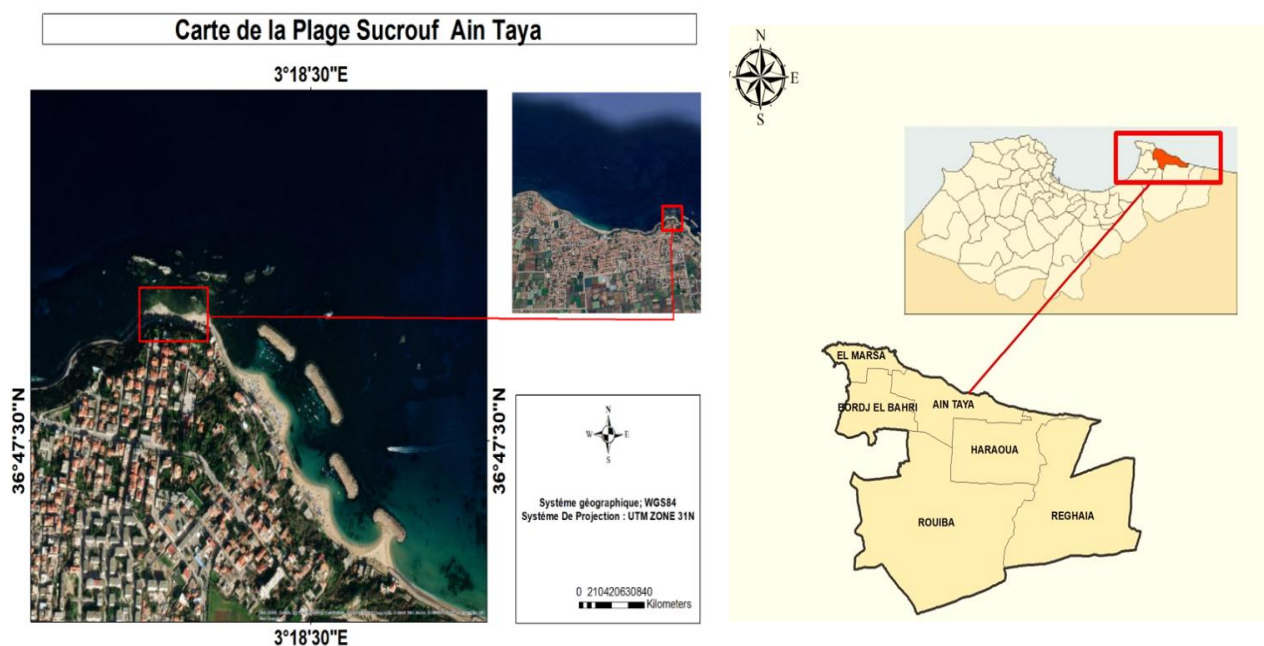 Carte de la Plage Sucrouf Ain Taya
3°18'30"E
36°47'30"N
36°47'30"N
3°18'30"E
N
W E
S
Systéme géographique; WGS84
Système De Projection : UTM ZONE 31N
0 210420630840
Kilometers
N
E
S
EL MARSA
BORDJ EL BAHRI
AIN TAYA
HARAOUA
ROUIBA
REGHAIA